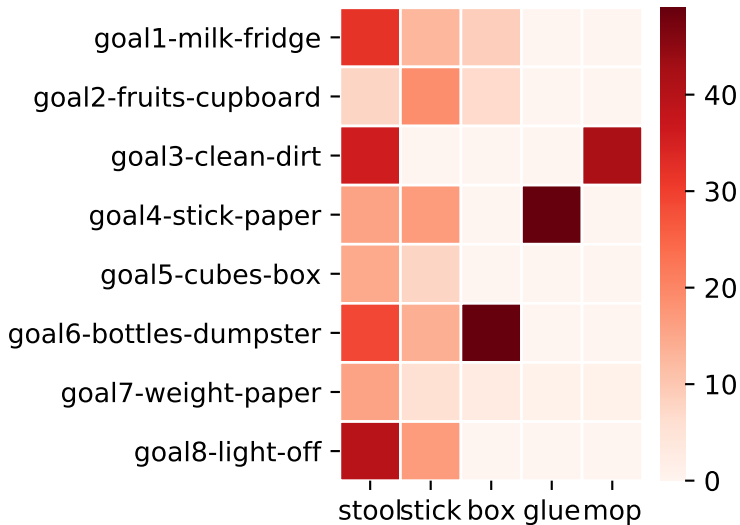 goal1-milk-fridge
goal2-fruits-cupboard
goal3-clean-dirt
goal4-stick-paper
goal5-cubes-box
goal6-bottles-dumpster
goal7-weight-paper
goal8-light-off
stool stick box glue mop
40
30
20
10
0